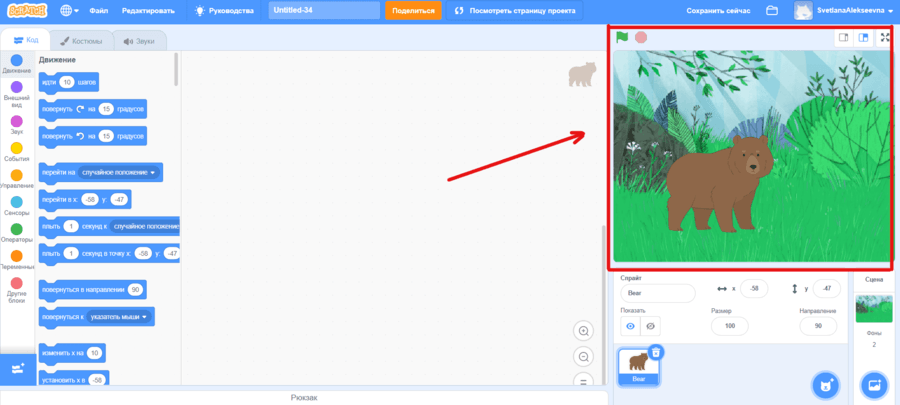 SCRATCH
Файл
Редактировать
Руководства
Untitled-34
Поделиться
Посмотреть страницу проекта
Сохранить сейчас
SvetlanaAlekseevna
Код
Костюмы
Звуки
Движение
Внешний вид
Звук
События
Управление
Сенсоры
Операторы
Переменные
Другие блоки
Движение
идти 10 шагов
повернуть на 15 градусов
повернуть на 15 градусов
перейти на случайное положение
перейти в x: -58 y: -47
плыть 1 секунд к случайное положение
плыть 1 секунд в точку x: -58 y: -47
повернуться в направлении 90
повернуться к указатель мыши
изменить x на 10
установить x в -58
Рюкзак
Спрайт
Bear
x -58
y -47
Показать
Размер
100
Направление
90
Bear
Сцена
Фоны
2